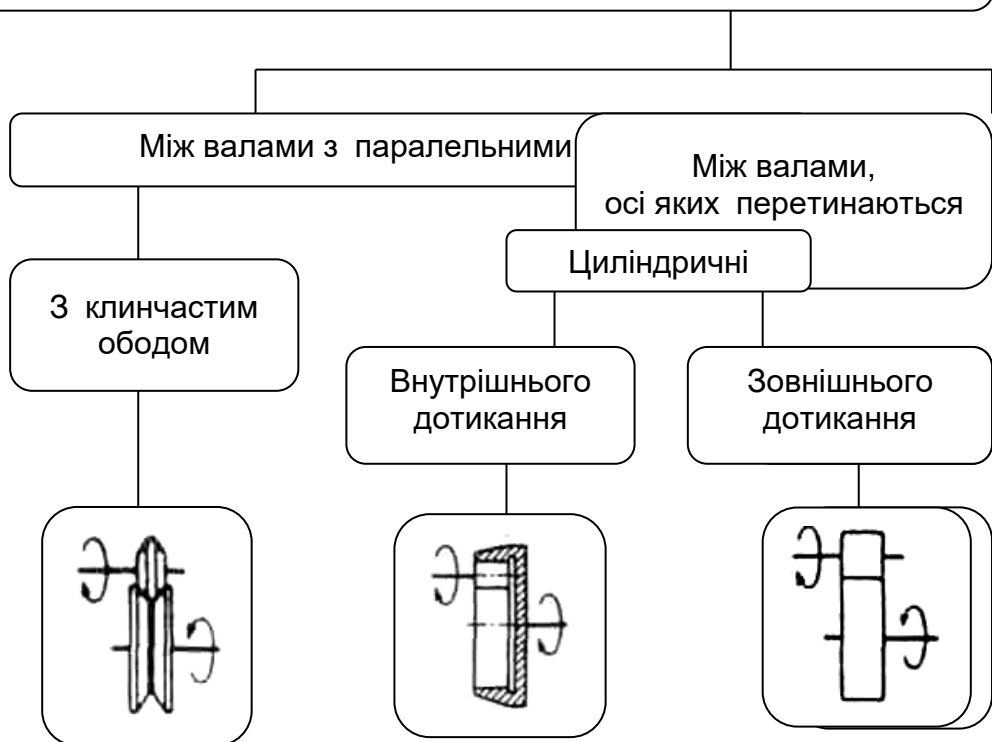 Між валами з паралельними
Між валами,
осі яких перетинаються
Циліндричні
З клинчастим
ободом
Внутрішнього
дотикання
Зовнішнього
дотикання